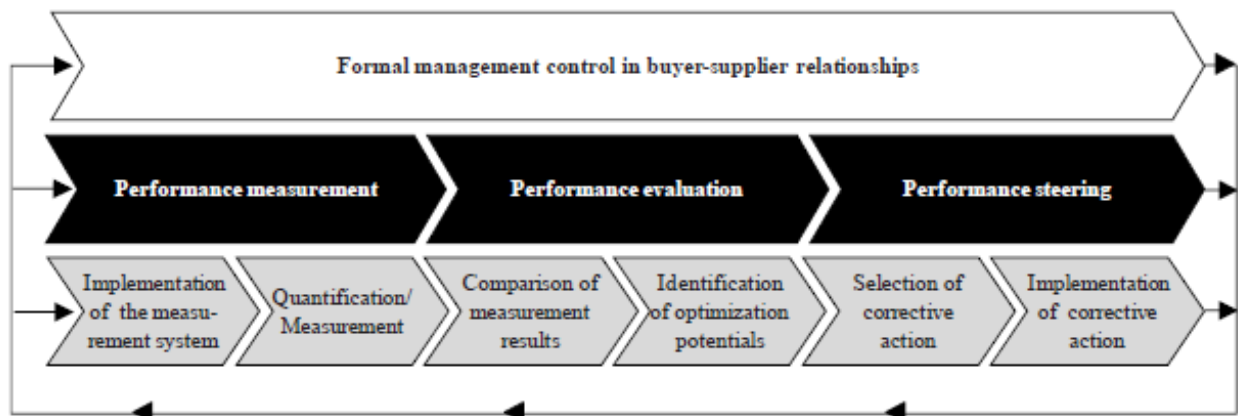 Formal management control in buyer-supplier relationships
Performance measurement
Performance evaluation
Performance steering
Implementation
of the measu-
rement system
Quantification/
Measurement
Comparison of
measurement
results
Identification
of optimization
potentials
Selection of
corrective
action
Implementation
of corrective
action